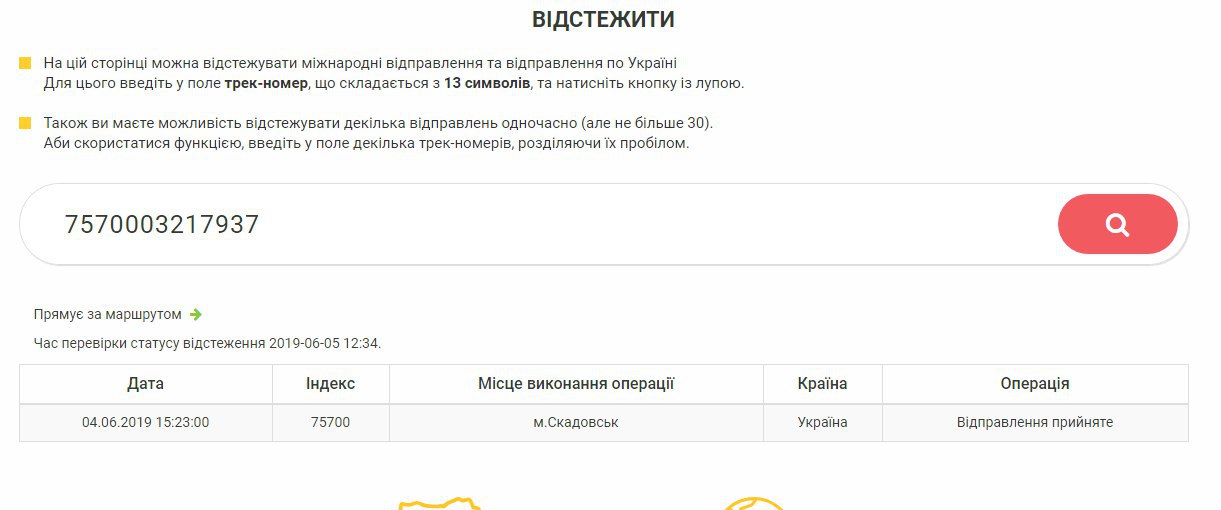 ВІДСТЕЖИТИ
На цій сторінці можна відстежувати міжнародні відправлення та відправлення по Україні
Для цього введіть у поле трек-номер, що складається з 13 символів, та натисніть кнопку із лупою.
Також ви маєте можливість відстежувати декілька відправлень одночасно (але не більше 30).
Аби скористатися функцією, введіть у поле декілька трек-номерів, розділяючи їх пробілом.
7570003217937
Прямує за маршрутом
Час перевірки статусу відстеження 2019-06-05 12:34.
Дата Індекс Місце виконання операції Країна Операція
04.06.2019 15:23:00 75700 м.Скадовськ Україна Відправлення прийняте